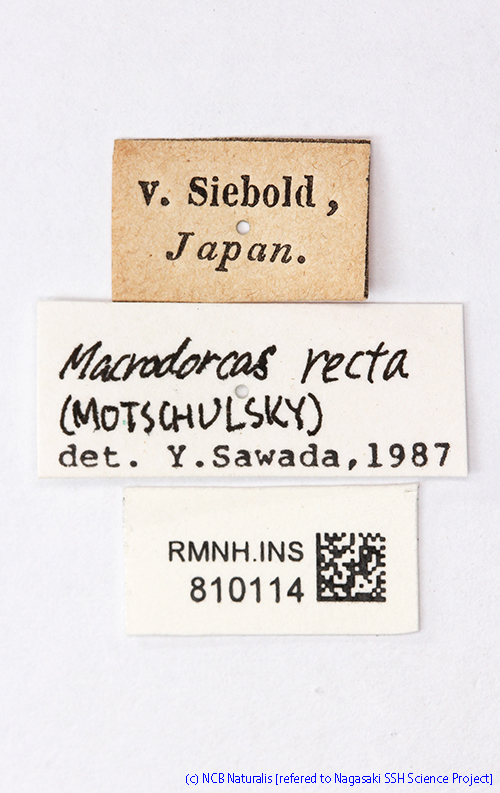 v. Siebold,
Japan.
Macrodorcas recta
(MOTSCHULSKY)
det. Y.Sawada,1987
RMNH.INS
810114
(c) NCB Naturalis [refered to Nagasaki SSH Science Project]